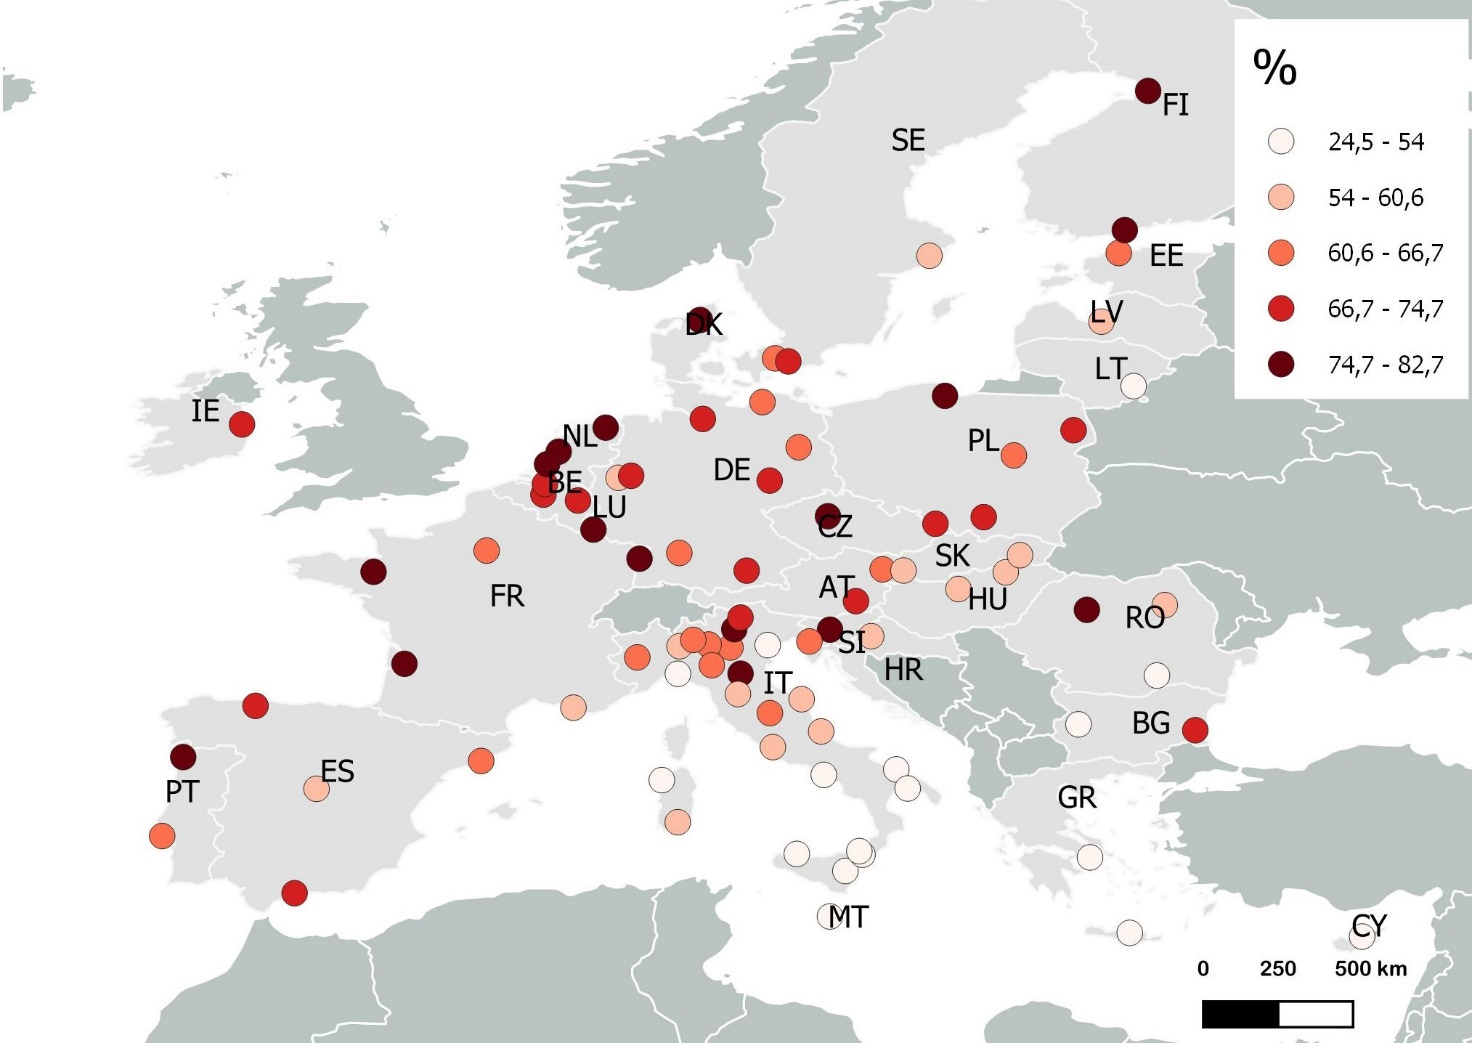 %
24,5 - 54
54 - 60,6
60,6 - 66,7
66,7 - 74,7
74,7 - 82,7
FI
SE
EE
LV
LT
DK
IE
NL
PL
BE
DE
LU
CZ
SK
AT
HU
FR
RO
SI
HR
IT
BG
ES
PT
GR
MT
CY
0 250 500 km